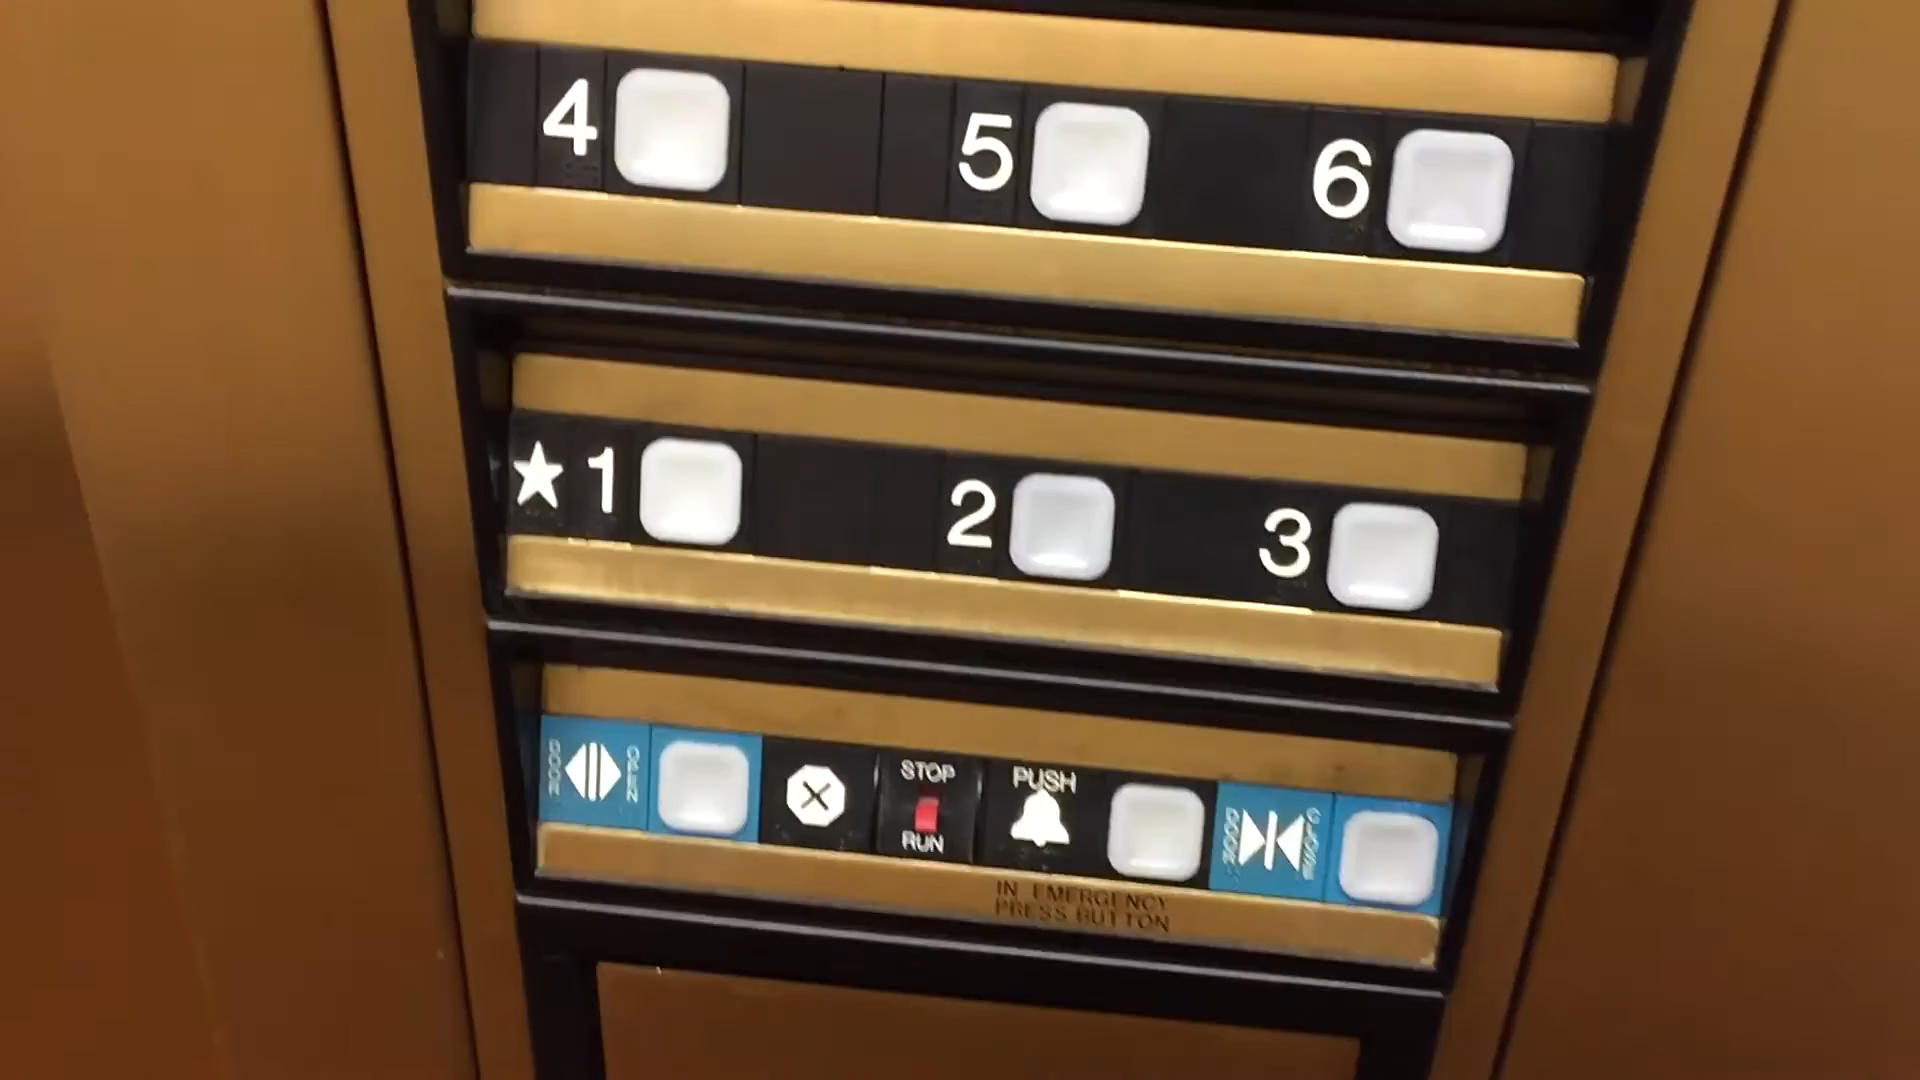 4 5 6
★ 1 2 3
DOOR OPEN STOP PUSH DOOR CLOSE
RUN
IN EMERGENCY
PRESS BUTTON